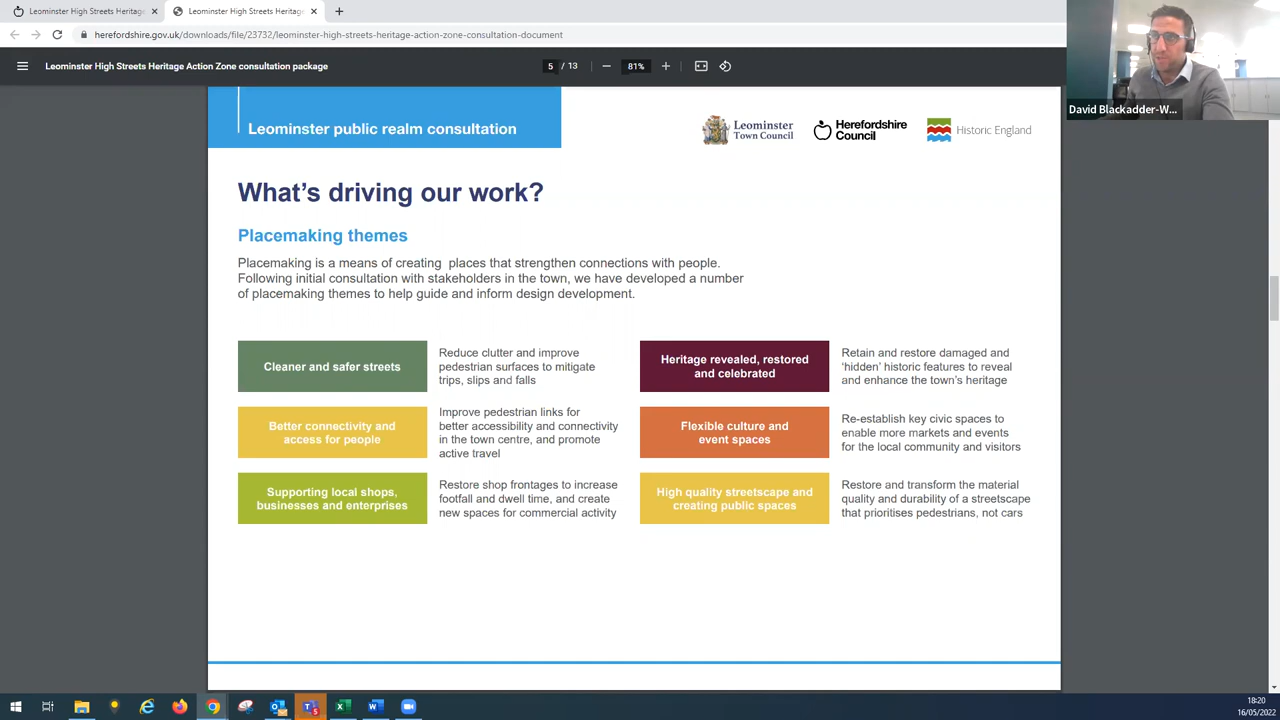 Leominster High Streets Heritag
Leominster High Streets Heritage
herefordshire.gov.uk/downloads/file/23732/leominster-high-streets-heritage-action-zone-consultation-document
Leominster High Streets Heritage Action Zone consultation package
5 / 13
81%
David Blackadder-W...
Leominster public realm consultation
Leominster
Town Council
Herefordshire
Council
Historic England
What's driving our work?
Placemaking themes
Placemaking is a means of creating places that strengthen connections with people.
Following initial consultation with stakeholders in the town, we have developed a number
of placemaking themes to help guide and inform design development.
Cleaner and safer streets
Reduce clutter and improve
pedestrian surfaces to mitigate
trips, slips and falls
Heritage revealed, restored
and celebrated
Retain and restore damaged and
‘hidden’ historic features to reveal
and enhance the town's heritage
Better connectivity and
access for people
Improve pedestrian links for
better accessibility and connectivity
in the town centre, and promote
active travel
Flexible culture and
event spaces
Re-establish key civic spaces to
enable more markets and events
for the local community and visitors
Supporting local shops,
businesses and enterprises
Restore shop frontages to increase
footfall and dwell time, and create
new spaces for commercial activity
High quality streetscape and
creating public spaces
Restore and transform the material
quality and durability of a streetscape
that prioritises pedestrians, not cars
18:20
16/05/2022